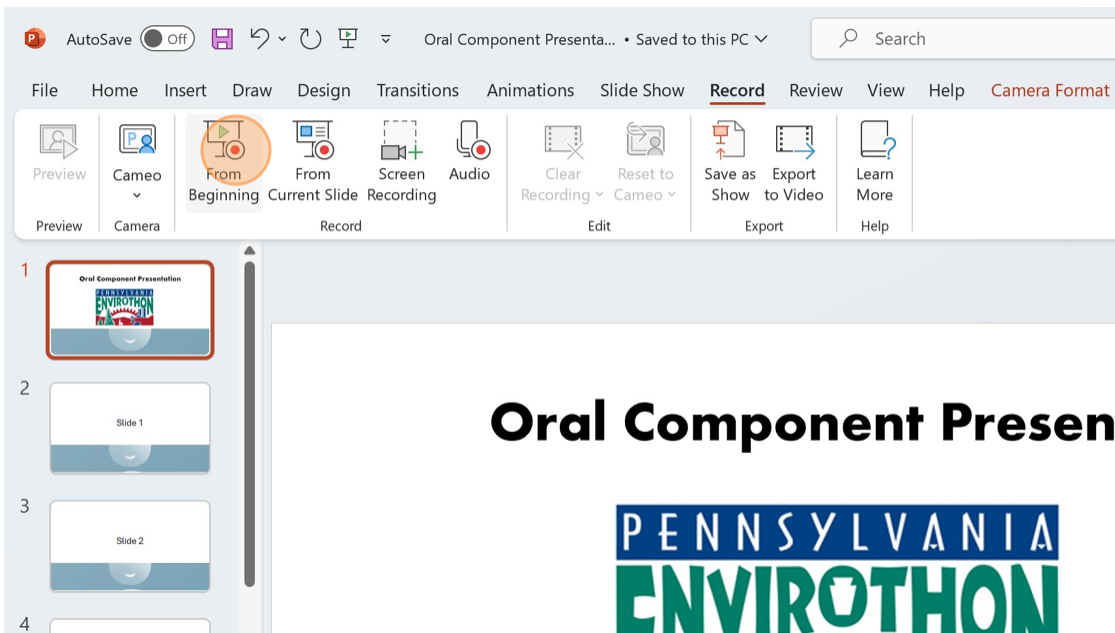 AutoSave Off Oral Component Presenta... • Saved to this PC Search
File Home Insert Draw Design Transitions Animations Slide Show Record Review View Help Camera Format
Preview
Cameo
From
Beginning
From
Current Slide
Screen
Recording
Audio
Clear
Recording
Reset to
Cameo
Save as
Show
Export
to Video
Learn
More
Preview Camera Record Edit Export Help
1
Oral Component Presentation
PENNSYLVANIA
ENVIROTHON
2
Slide 1
3
Slide 2
4
Oral Component Presen
PENNSYLVANIA
ENVIROTHON